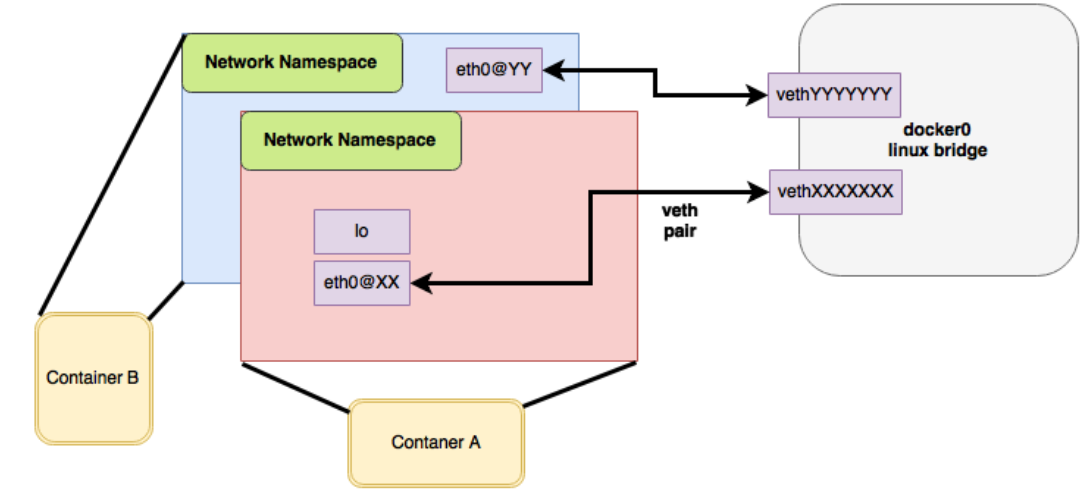 Network Namespace
eth0@YY
vethYYYYYYY
docker0
linux bridge
Network Namespace
vethXXXXXXX
veth
pair
lo
eth0@XX
Container B
Contaner A